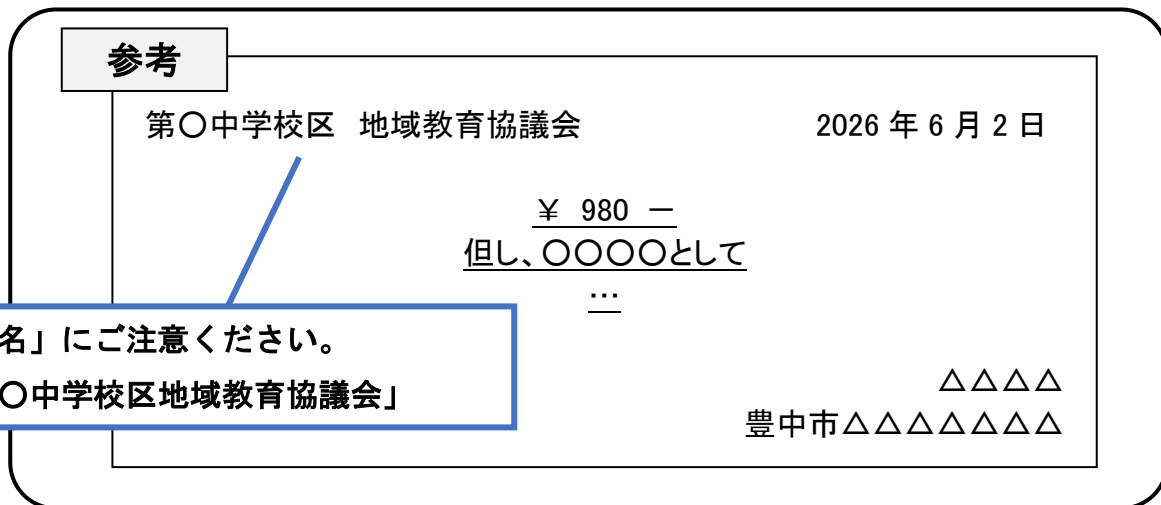 参考
第〇中学校区　地域教育協議会　2026 年 6 月 2 日
￥ 980 －
但し、〇〇〇〇として
…
名」にご注意ください。
〇中学校区地域教育協議会」
△△△△
豊中市△△△△△△△